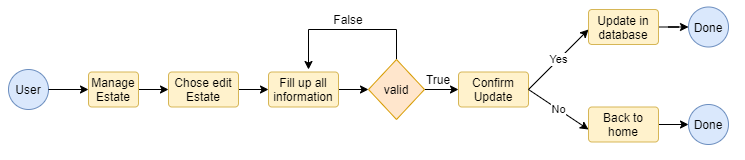 False
User
Manage
Estate
Chose edit
Estate
Fill up all
information
valid
True
Confirm
Update
Yes
Update in
database
Done
No
Back to
home
Done